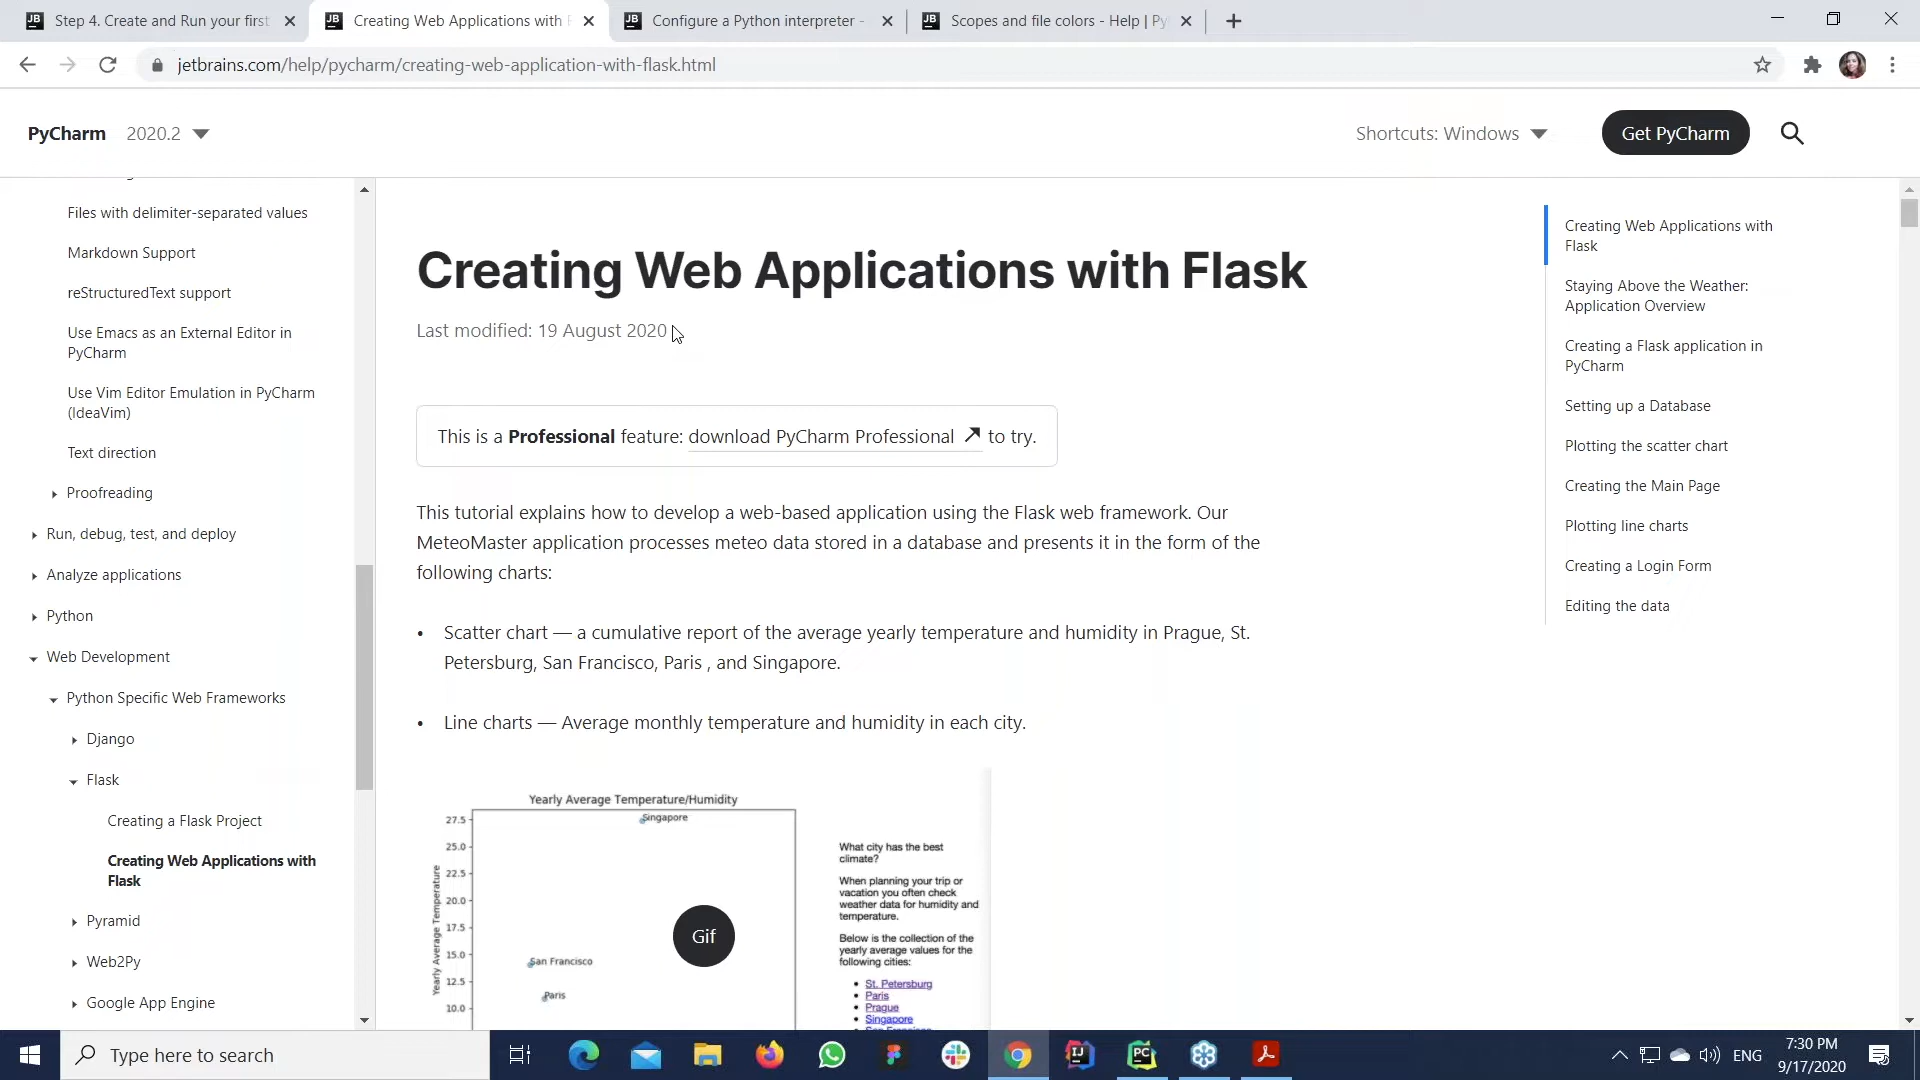 Step 4. Create and Run your first
Creating Web Applications with
Configure a Python interpreter -
Scopes and file colors - Help | Py
jetbrains.com/help/pycharm/creating-web-application-with-flask.html
PyCharm 2020.2
Shortcuts: Windows
Get PyCharm
Files with delimiter-separated values
Markdown Support
reStructuredText support
Use Emacs as an External Editor in
PyCharm
Use Vim Editor Emulation in PyCharm
(IdeaVim)
Text direction
Proofreading
Run, debug, test, and deploy
Analyze applications
Python
Web Development
Python Specific Web Frameworks
Django
Flask
Creating a Flask Project
Creating Web Applications with
Flask
Pyramid
Web2Py
Google App Engine
Creating Web Applications with Flask
Last modified: 19 August 2020
This is a Professional feature: download PyCharm Professional to try.
This tutorial explains how to develop a web-based application using the Flask web framework. Our
MeteoMaster application processes meteo data stored in a database and presents it in the form of the
following charts:
• Scatter chart — a cumulative report of the average yearly temperature and humidity in Prague, St.
Petersburg, San Francisco, Paris , and Singapore.
• Line charts — Average monthly temperature and humidity in each city.
Yearly Average Temperature/Humidity
Yearly Average Temperature
27.5
25.0
22.5
20.0
17.5
15.0
12.5
10.0
Singapore
San Francisco
Paris
Gif
What city has the best
climate?
When planning your trip or
vacation you often check
weather data for humidity and
temperature.
Below is the collection of the
yearly average values for the
following cities:
• St. Petersburg
• Paris
• Prague
• Singapore
• San Francisco
Creating Web Applications with
Flask
Staying Above the Weather:
Application Overview
Creating a Flask application in
PyCharm
Setting up a Database
Plotting the scatter chart
Creating the Main Page
Plotting line charts
Creating a Login Form
Editing the data
Type here to search
ENG
7:30 PM
9/17/2020